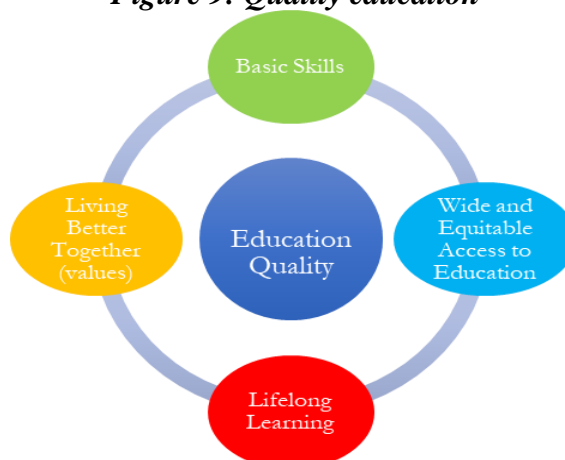 Figure 9: Quality education
Basic Skills
Living
Better
Together
(values)
Education
Quality
Wide and
Equitable
Access to
Education
Lifelong
Learning